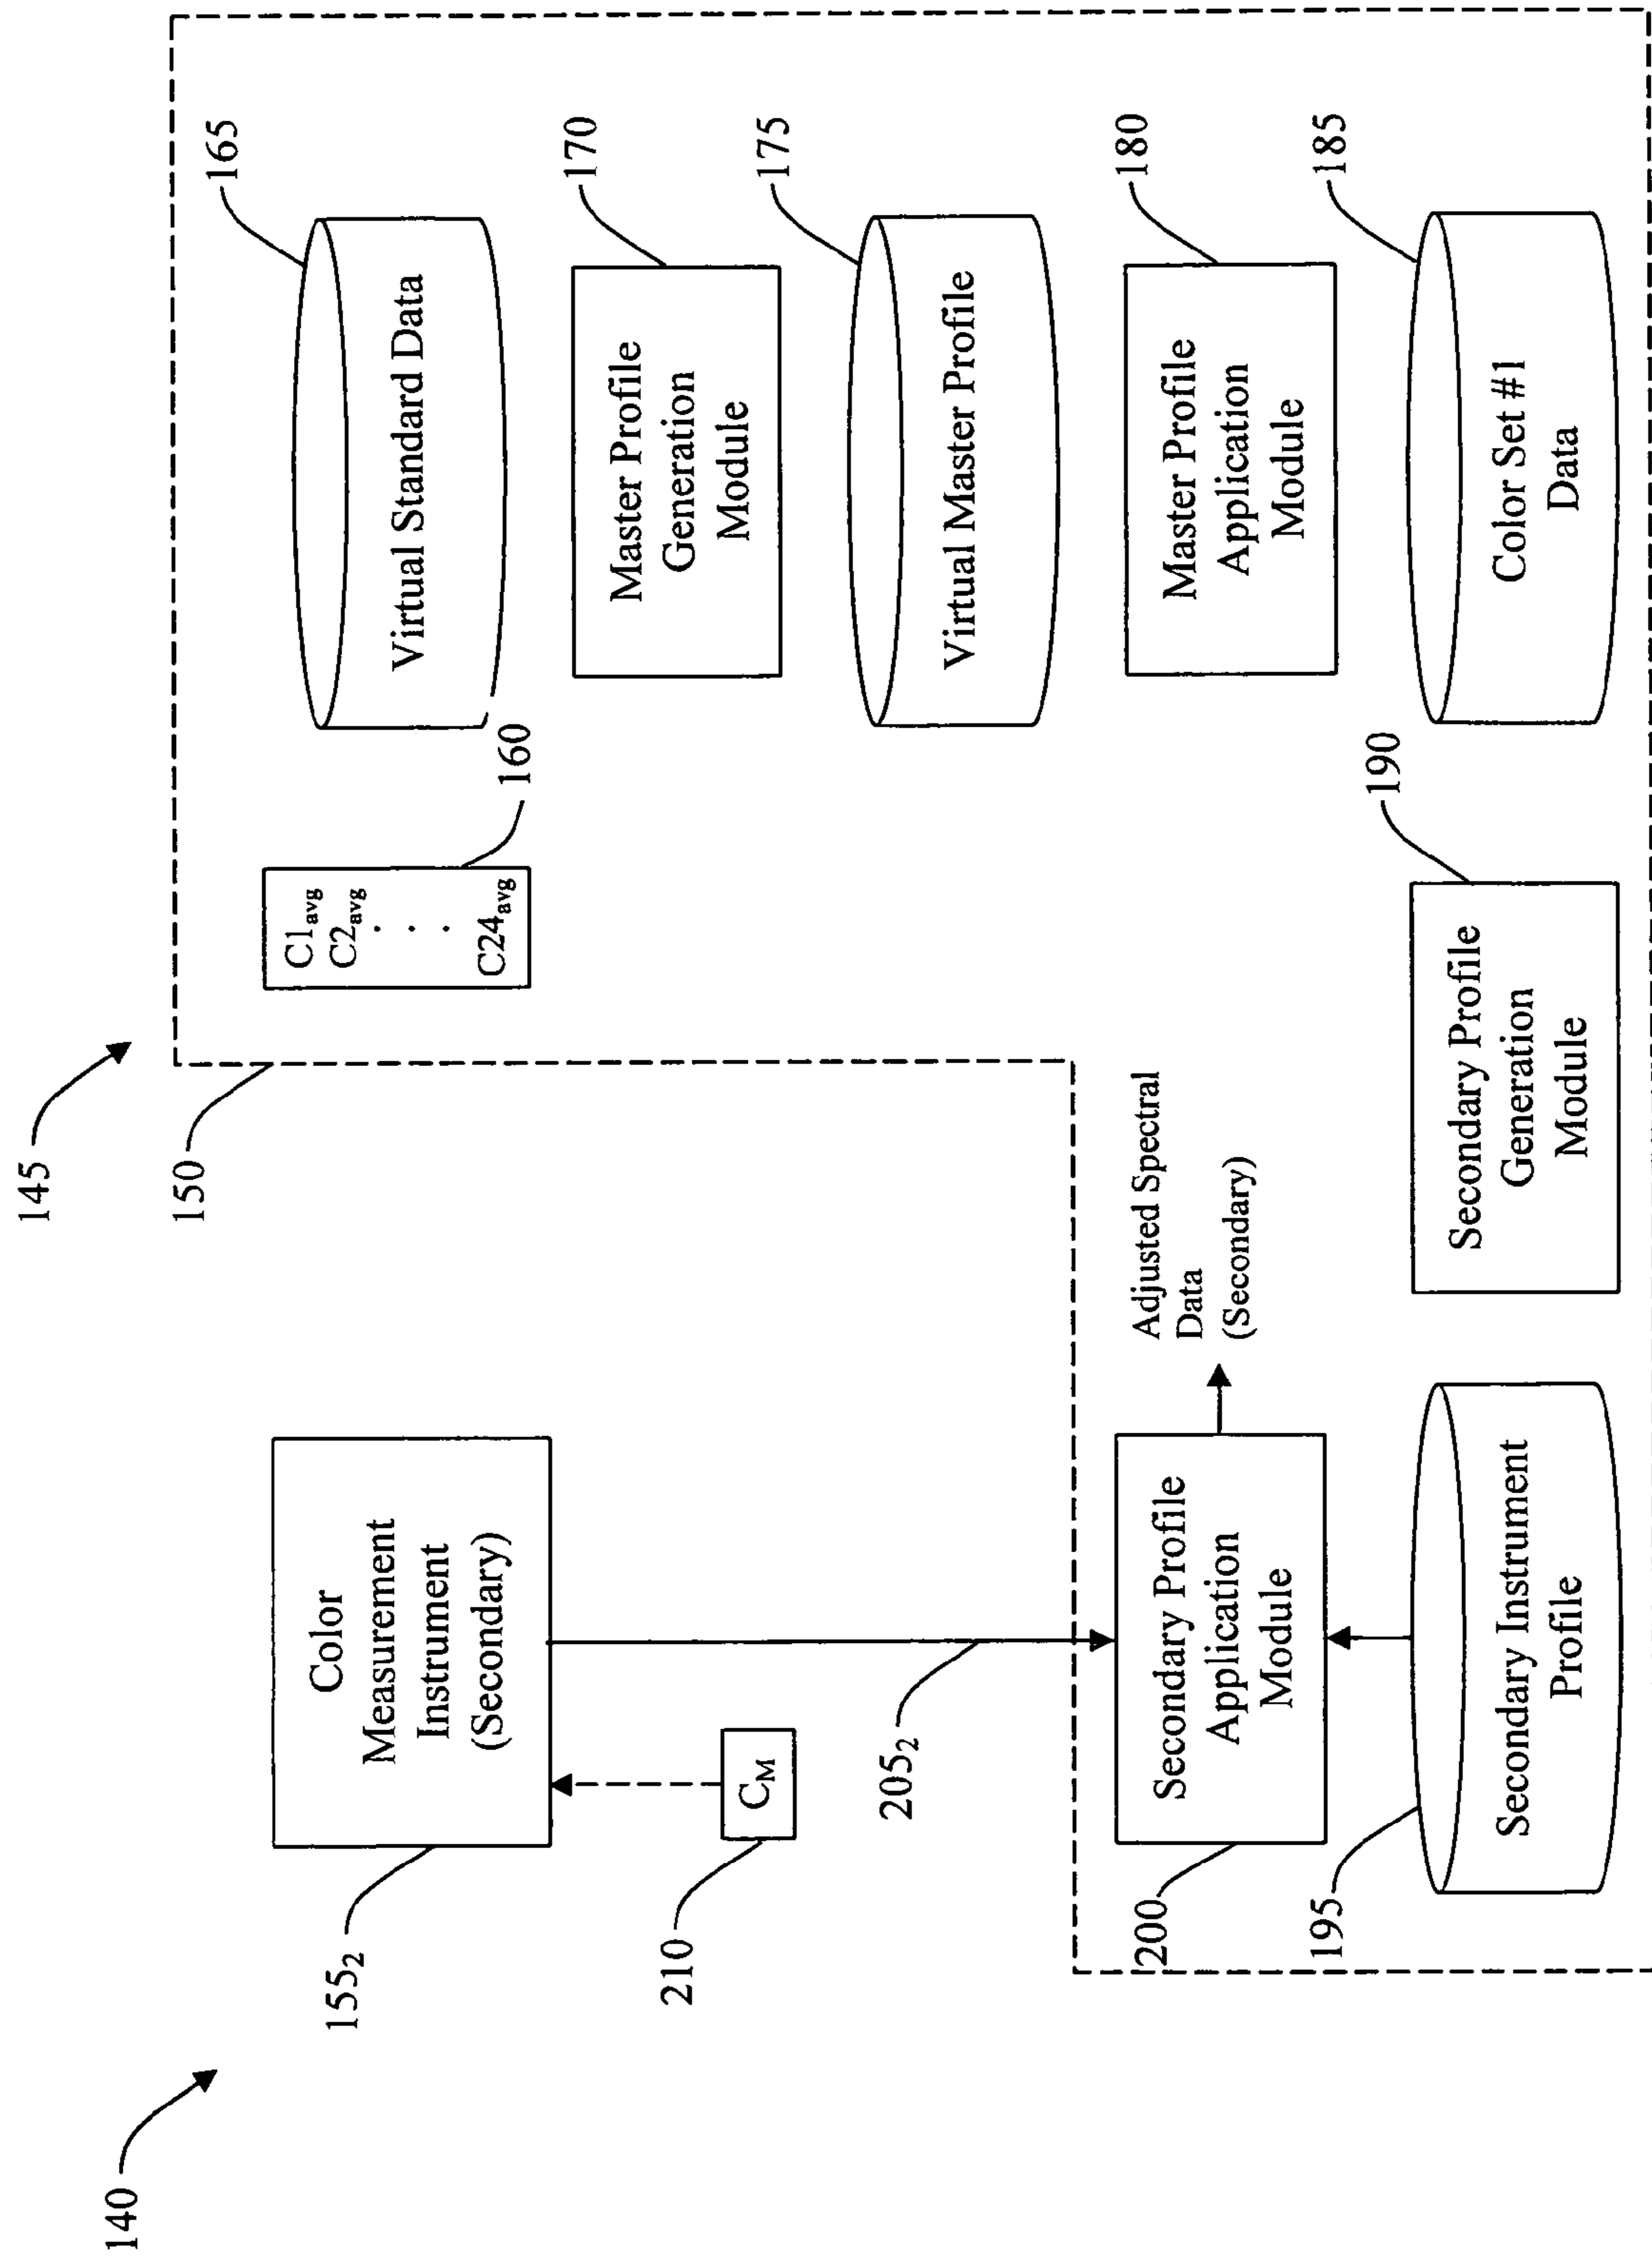 140
145
150
155₂
Color
Measurement
Instrument
(Secondary)
210
C_M
205₂
160
C1avg
C2avg
.
.
.
C24avg
165
Virtual Standard Data
170
Master Profile
Generation
Module
175
Virtual Master Profile
180
Master Profile
Application
Module
185
Color Set #1
Data
190
Secondary Profile
Generation
Module
200
Secondary Profile
Application
Module
Adjusted Spectral
Data
(Secondary)
195
Secondary Instrument
Profile